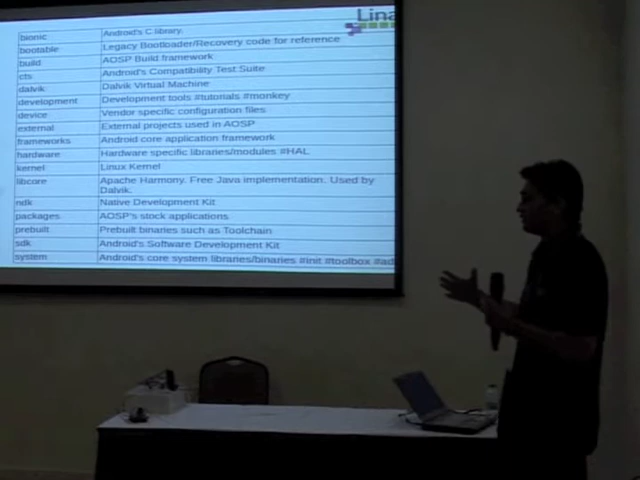 Lina
bionic Android's C library.
bootable Legacy Bootloader/Recovery code for reference
build AOSP Build framework
cts Android's Compatibility Test Suite
dalvik Dalvik Virtual Machine
development Development tools #tutorials #monkey
device Vendor specific configuration files
external External projects used in AOSP
frameworks Android core application framework
hardware Hardware specific libraries/modules #HAL
kernel Linux Kernel
libcore Apache Harmony. Free Java implementation. Used by
Dalvik.
ndk Native Development Kit
packages AOSP's stock applications
prebuilt Prebuilt binaries such as Toolchain
sdk Android's Software Development Kit
system Android's core system libraries/binaries #init #toolbox #ad